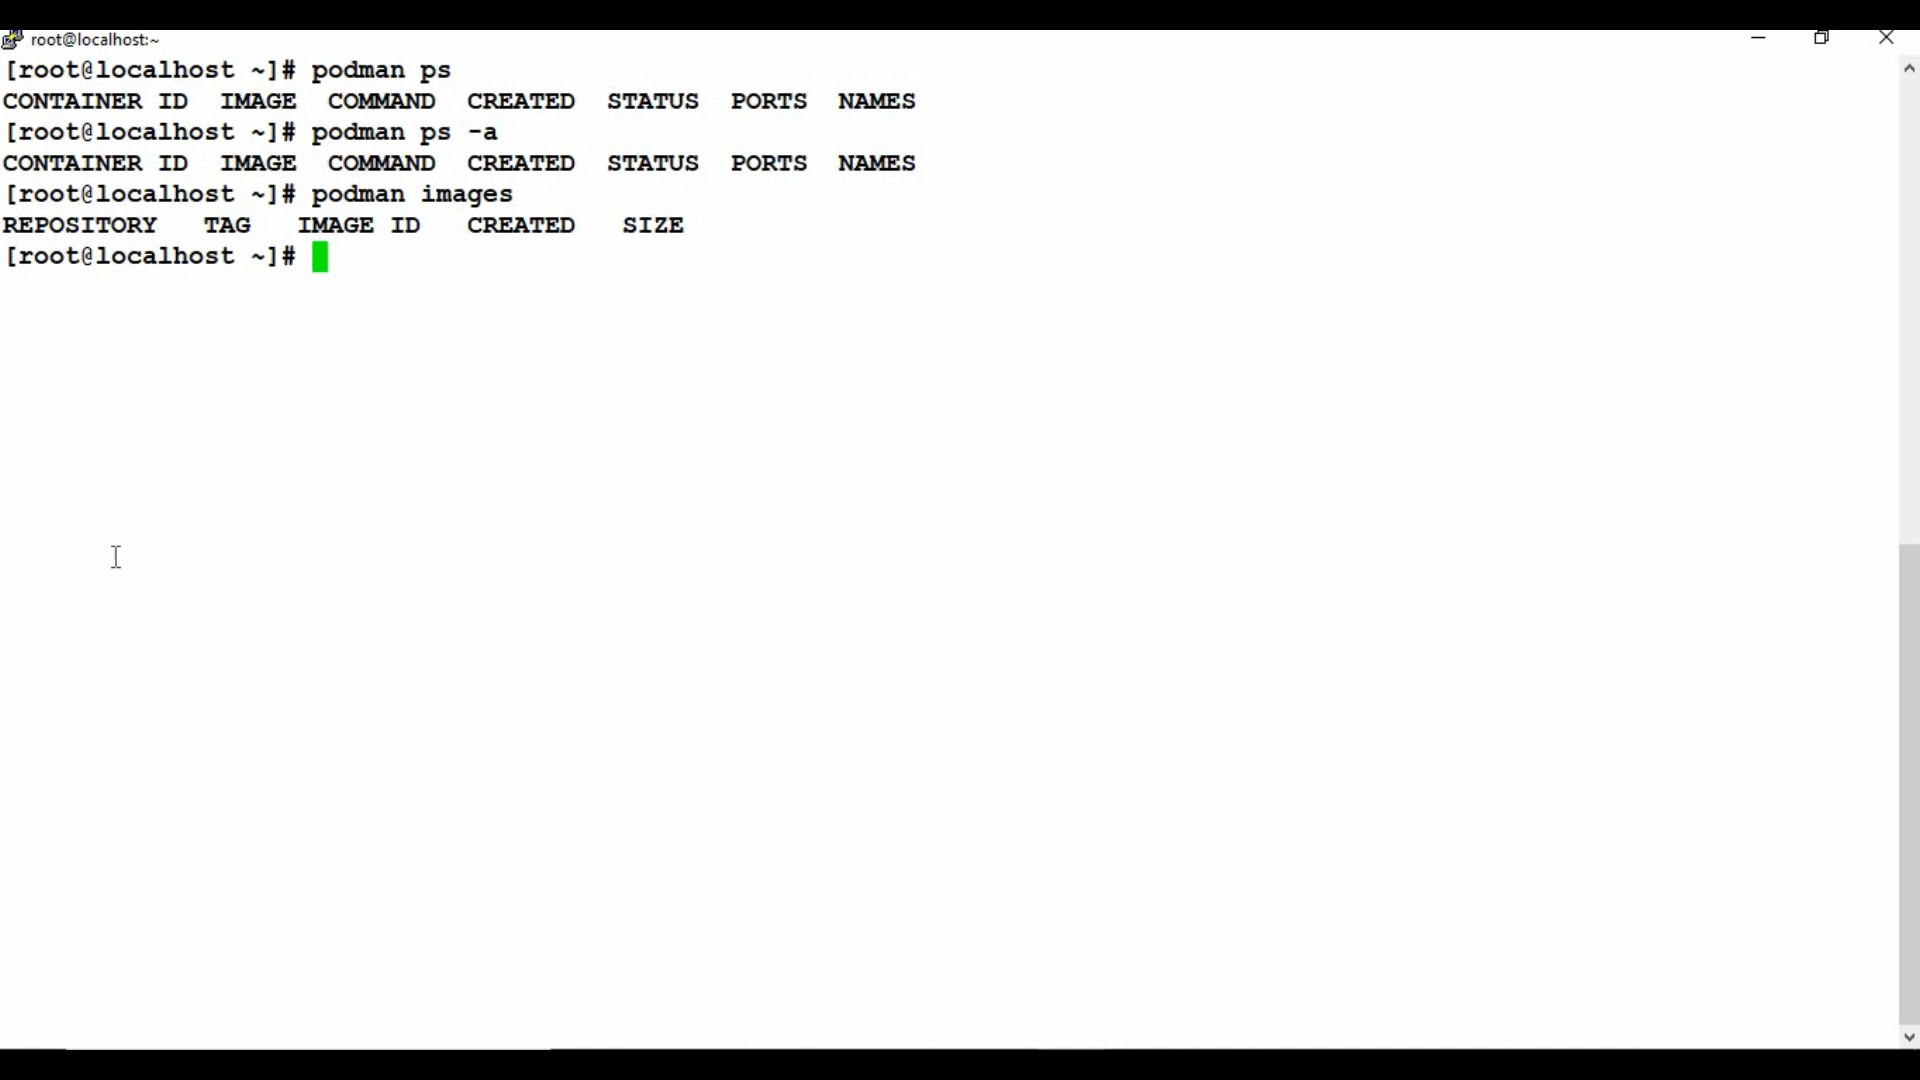 root@localhost:~
[root@localhost ~]# podman ps
CONTAINER ID  IMAGE  COMMAND  CREATED  STATUS  PORTS  NAMES
[root@localhost ~]# podman ps -a
CONTAINER ID  IMAGE  COMMAND  CREATED  STATUS  PORTS  NAMES
[root@localhost ~]# podman images
REPOSITORY   TAG   IMAGE ID   CREATED   SIZE
[root@localhost ~]#